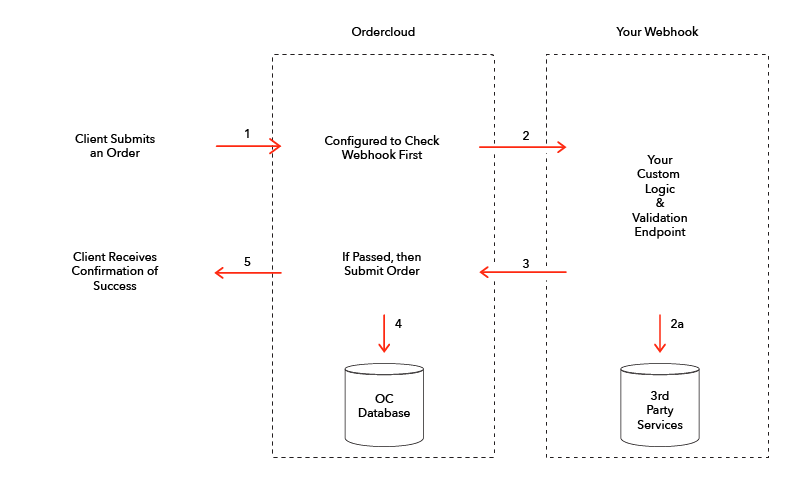 Ordercloud
Your Webhook
Client Submits
an Order
1
Configured to Check
Webhook First
2
Your
Custom
Logic
&
Validation
Endpoint
Client Receives
Confirmation of
Success
5
If Passed, then
Submit Order
3
4
2a
OC
Database
3rd
Party
Services